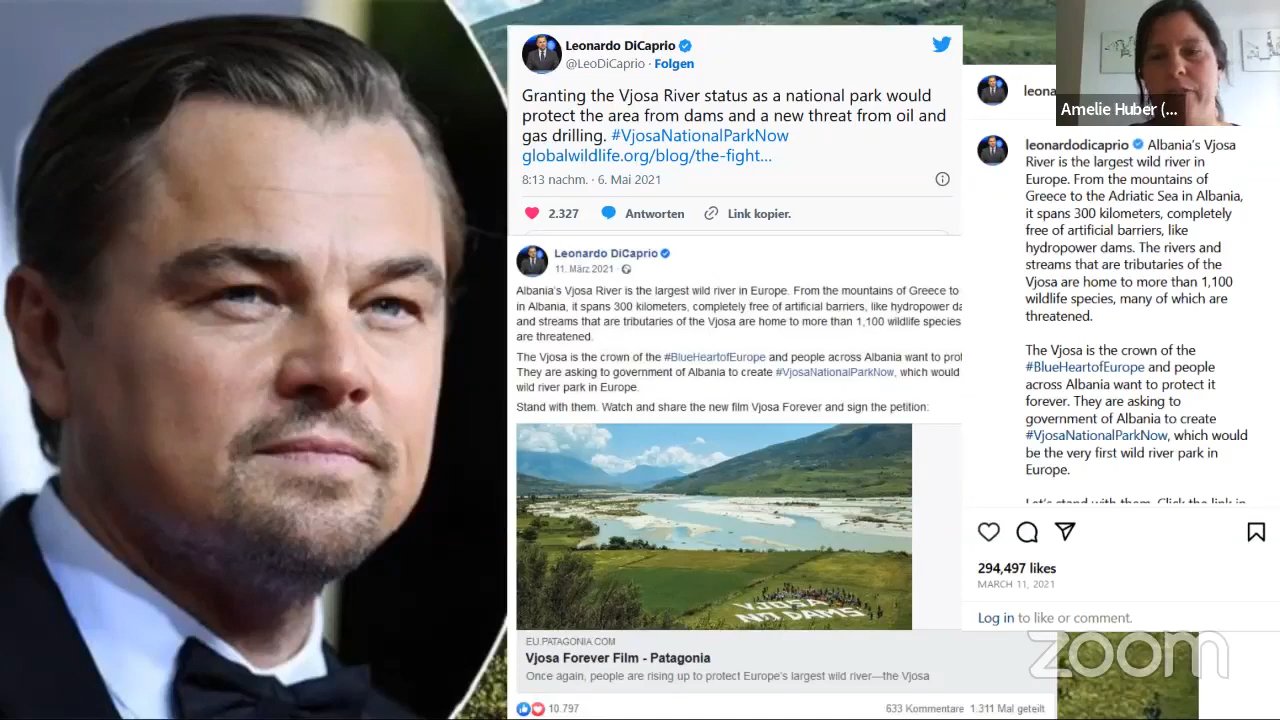 Leonardo DiCaprio
@LeoDiCaprio · Folgen
Granting the Vjosa River status as a national park would
protect the area from dams and a new threat from oil and
gas drilling. #VjosaNationalParkNow
globalwildlife.org/blog/the-fight...
8:13 nachm. · 6. Mai 2021
2.327 Antworten Link kopier.
Leonardo DiCaprio
11. März 2021 ·
Albania's Vjosa River is the largest wild river in Europe. From the mountains of Greece to
in Albania, it spans 300 kilometers, completely free of artificial barriers, like hydropower da
and streams that are tributaries of the Vjosa are home to more than 1,100 wildlife species
are threatened.
The Vjosa is the crown of the #BlueHeartofEurope and people across Albania want to prot
They are asking to government of Albania to create #VjosaNationalParkNow, which would
wild river park in Europe.
Stand with them. Watch and share the new film Vjosa Forever and sign the petition:
VJOSA
NO DAMS
EU.PATAGONIA.COM
Vjosa Forever Film - Patagonia
Once again, people are rising up to protect Europe's largest wild river—the Vjosa
10.797 633 Kommentare 1.311 Mal geteilt
leona
Amelie Huber (...
leonardodicaprio Albania's Vjosa
River is the largest wild river in
Europe. From the mountains of
Greece to the Adriatic Sea in Albania,
it spans 300 kilometers, completely
free of artificial barriers, like
hydropower dams. The rivers and
streams that are tributaries of the
Vjosa are home to more than 1,100
wildlife species, many of which are
threatened.
The Vjosa is the crown of the
#BlueHeartofEurope and people
across Albania want to protect it
forever. They are asking to
government of Albania to create
#VjosaNationalParkNow, which would
be the very first wild river park in
Europe.
Let's stand with them. Click the link in
294,497 likes
MARCH 11, 2021
Log in to like or comment.
zoom